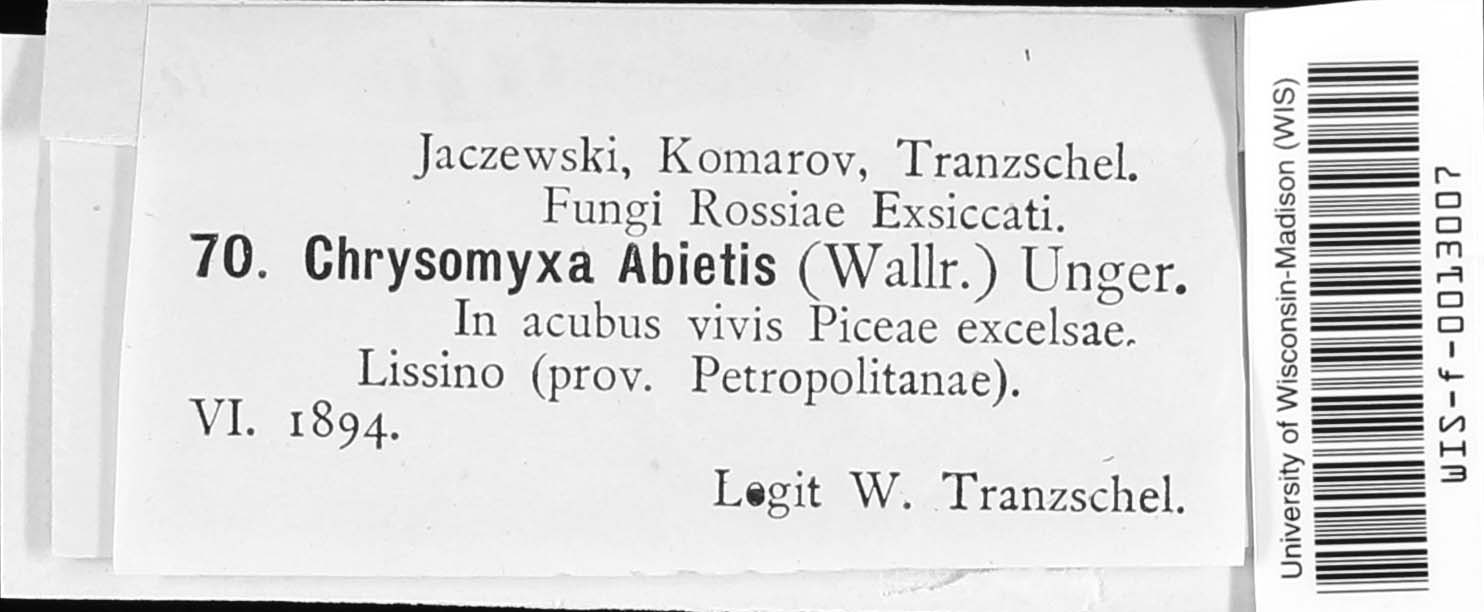 Jaczewski, Komarov, Tranzschel.
Fungi Rossiae Exsiccati.
70. Chrysomyxa Abietis (Wallr.) Unger.
In acubus vivis Piceae excelsae.
Lissino (prov. Petropolitanae).
VI. 1894.
Legit W. Tranzschel.
University of Wisconsin-Madison (WIS)
WIS-f-0013007